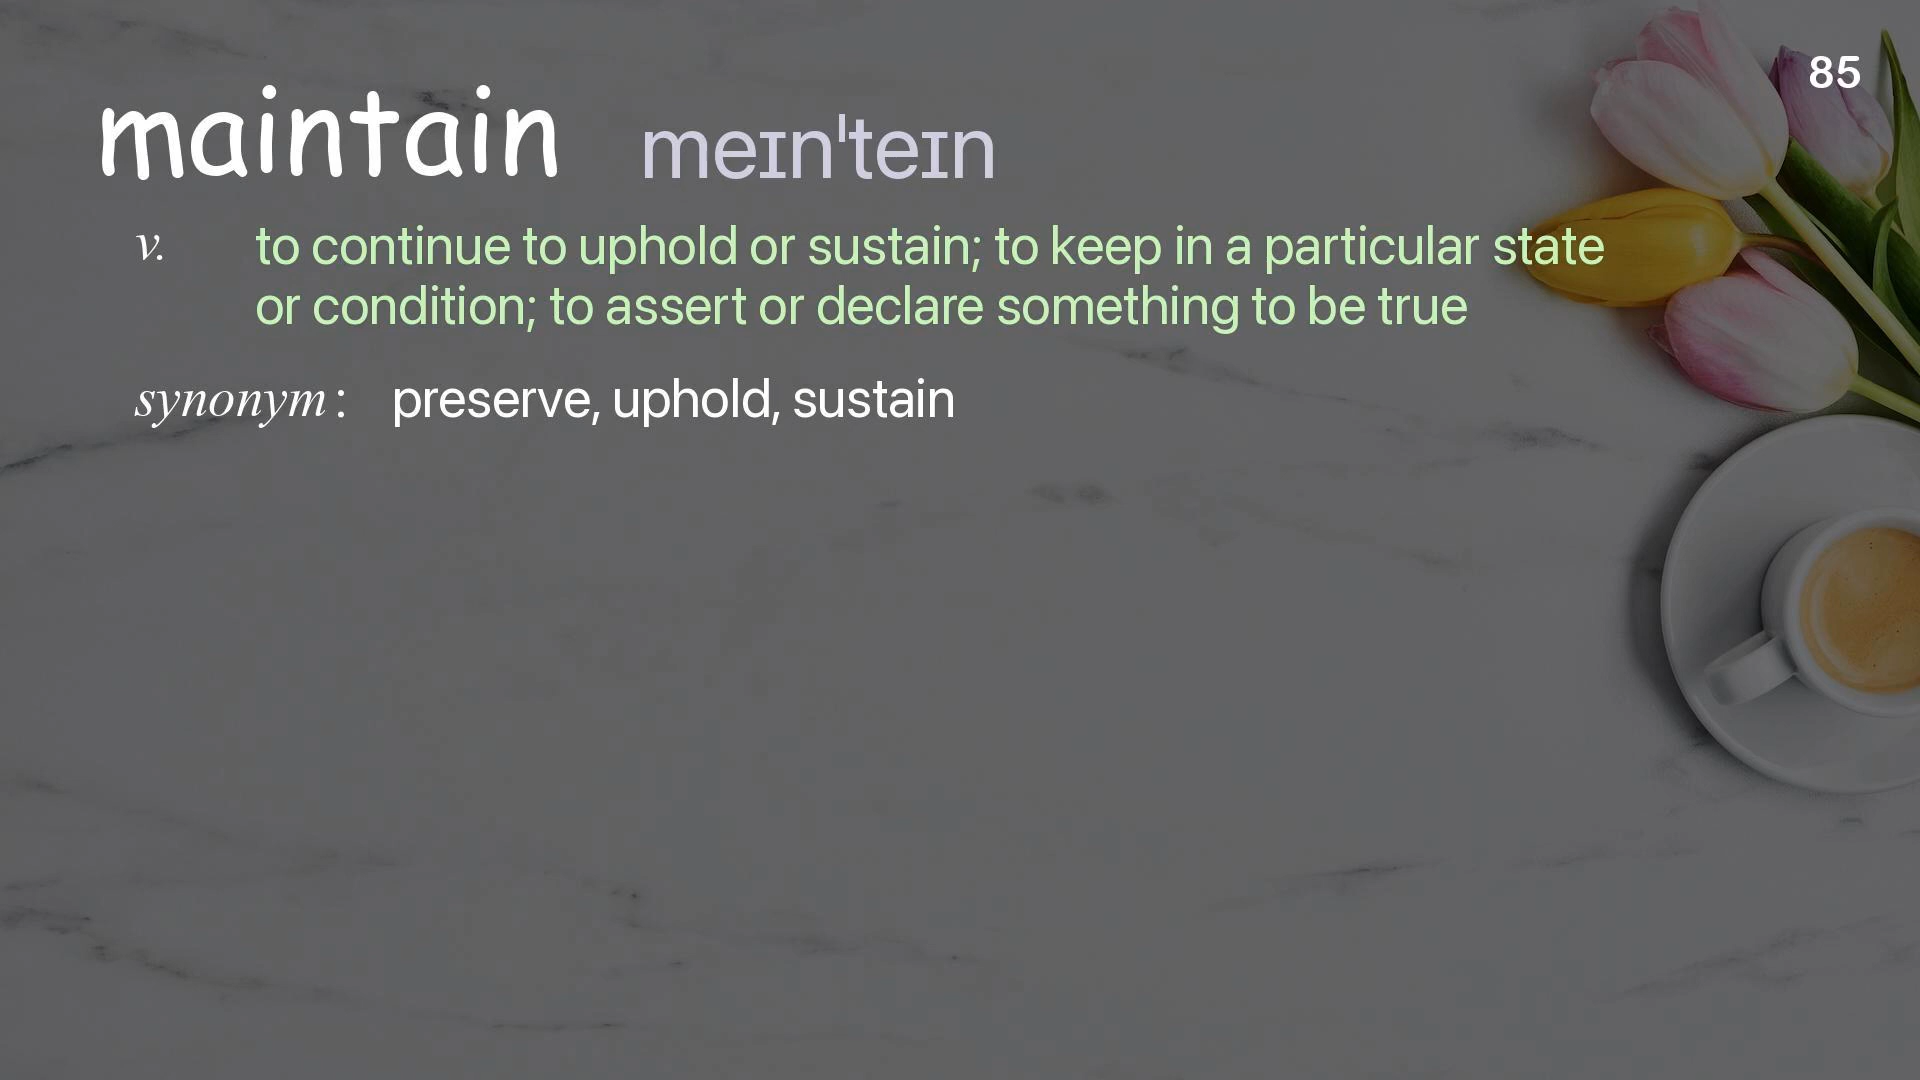 85
maintain meɪnˈteɪn
v. to continue to uphold or sustain; to keep in a particular state
or condition; to assert or declare something to be true
synonym : preserve, uphold, sustain